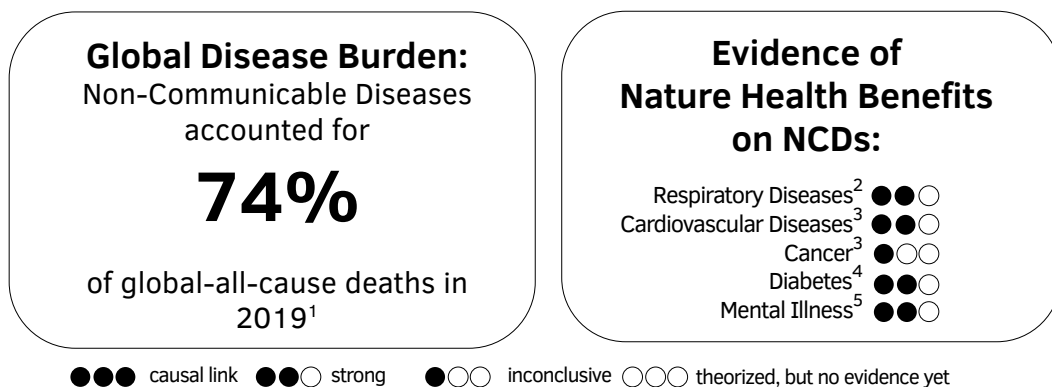 Global Disease Burden:
Non-Communicable Diseases
accounted for
74%
of global-all-cause deaths in
2019¹
Evidence of
Nature Health Benefits
on NCDs:
Respiratory Diseases² ●●○
Cardiovascular Diseases³ ●●○
Cancer³ ●○○
Diabetes⁴ ●●○
Mental Illness⁵ ●●○
●●● causal link ●●○ strong ●○○ inconclusive ○○○ theorized, but no evidence yet